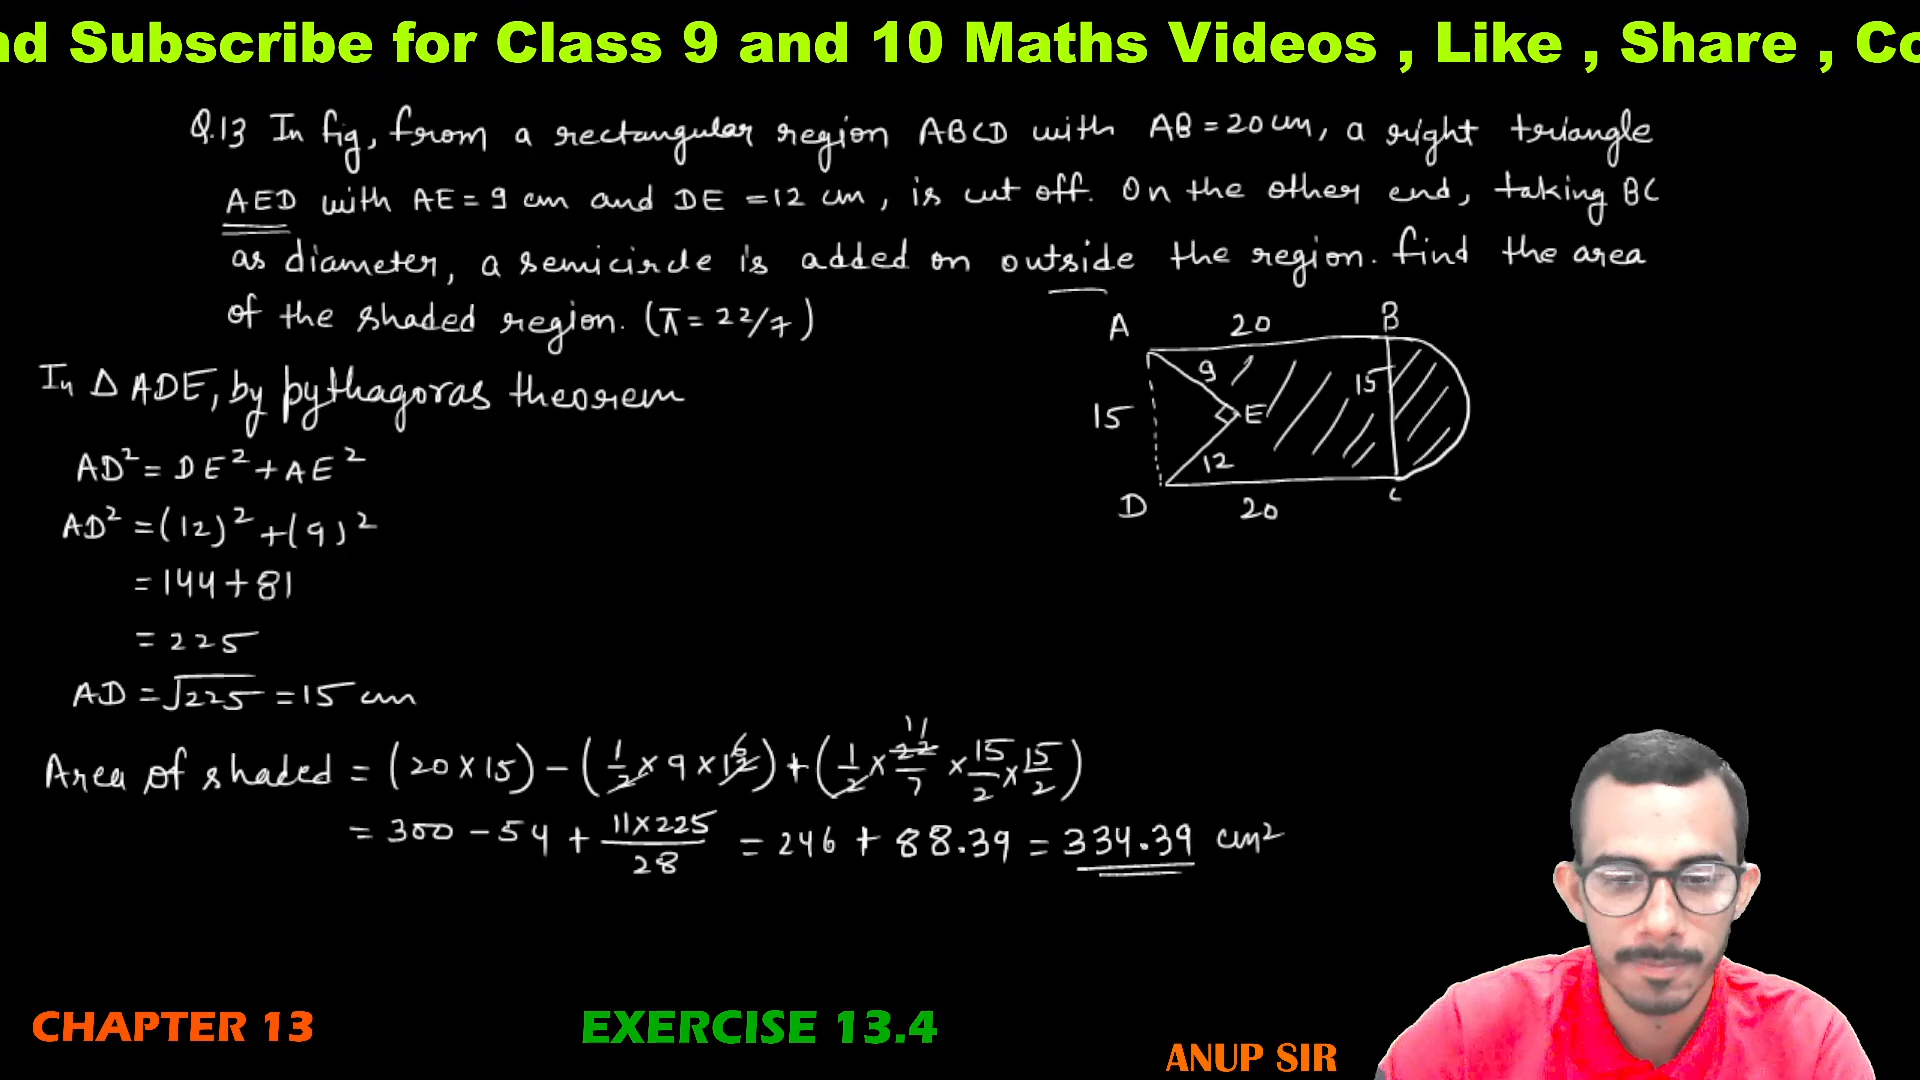 nd Subscribe for Class 9 and 10 Maths Videos , Like , Share , Co
Q.13 In fig, from a rectangular region ABCD with AB = 20 cm, a right triangle
AED with AE = 9 cm and DE = 12 cm, is cut off. On the other end, taking BC
as diameter, a semicircle is added on outside the region. find the area
of the shaded region. (π = 22/7)
A 20 B
9 15
15 E
12
D 20 C
In Δ ADE, by pythagoras theorem
AD² = DE² + AE²
AD² = (12)² + (9)²
= 144 + 81
= 225
AD = √225 = 15 cm
Area of shaded = (20 × 15) − (1/2 × 9 × 12 6) + (1/2 × 22/7 11 × 15/2 × 15/2)
= 300 − 54 + 11×225/28 = 246 + 88.39 = 334.39 cm²
CHAPTER 13
EXERCISE 13.4
ANUP SIR